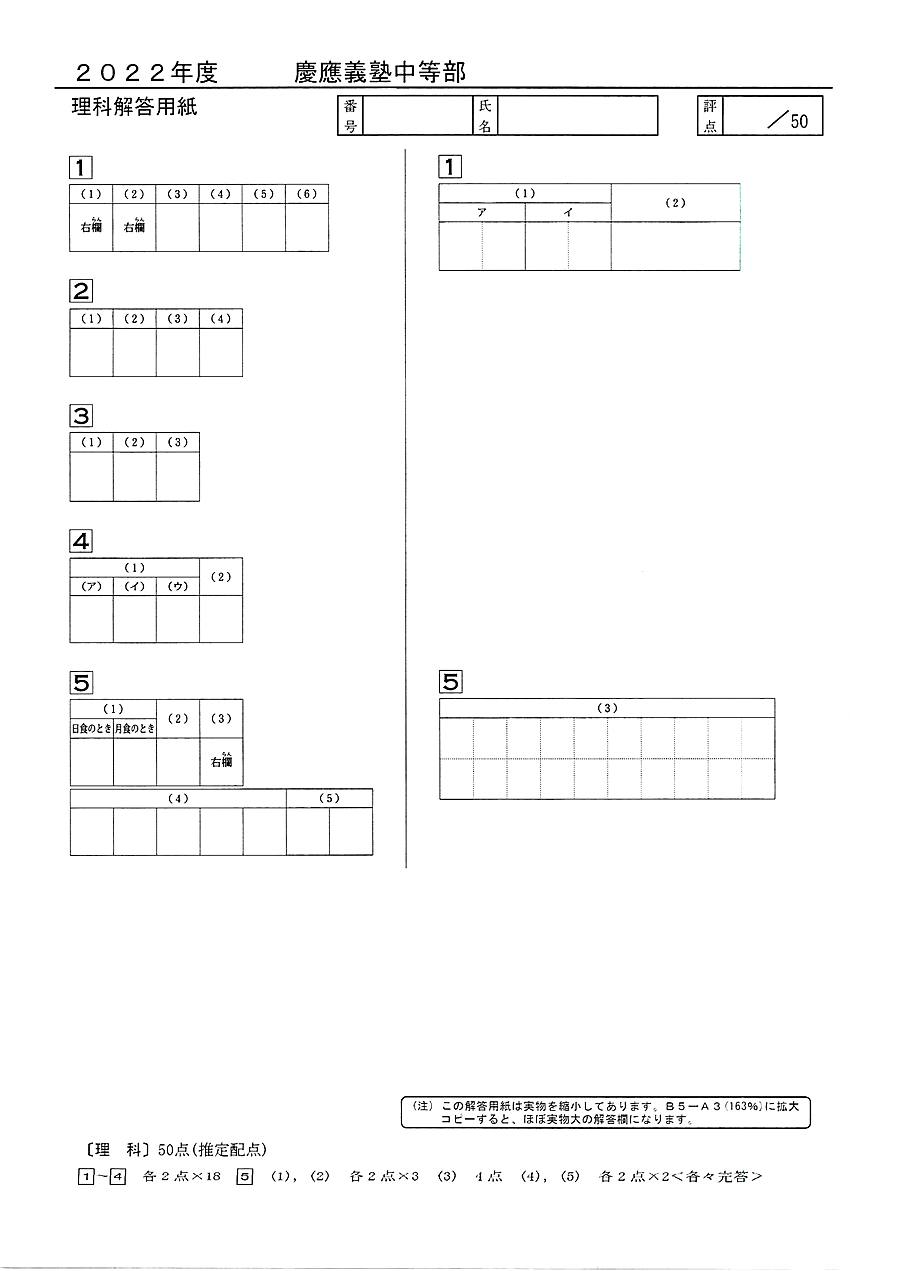 2022年度 慶應義塾中等部
理科解答用紙
番号
氏名
評点
／50
1
(1) (2) (3) (4) (5) (6)
右欄 らん 右欄 らん
2
(1) (2) (3) (4)
3
(1) (2) (3)
4
(1) (2)
(ア) (イ) (ウ)
5
(1) (2) (3)
日食のとき 月食のとき
右欄 らん
(4) (5)
1
(1) (2)
ア イ
5
(3)
(注) この解答用紙は実物を縮小してあります。Ｂ５－Ａ３(163%)に拡大
コピーすると、ほぼ実物大の解答欄になります。
〔理 科〕50点(推定配点)
1～4 各２点×18 5 (1)，(2) 各２点×3 (3) 4点 (4)，(5) 各２点×2＜各々完答＞